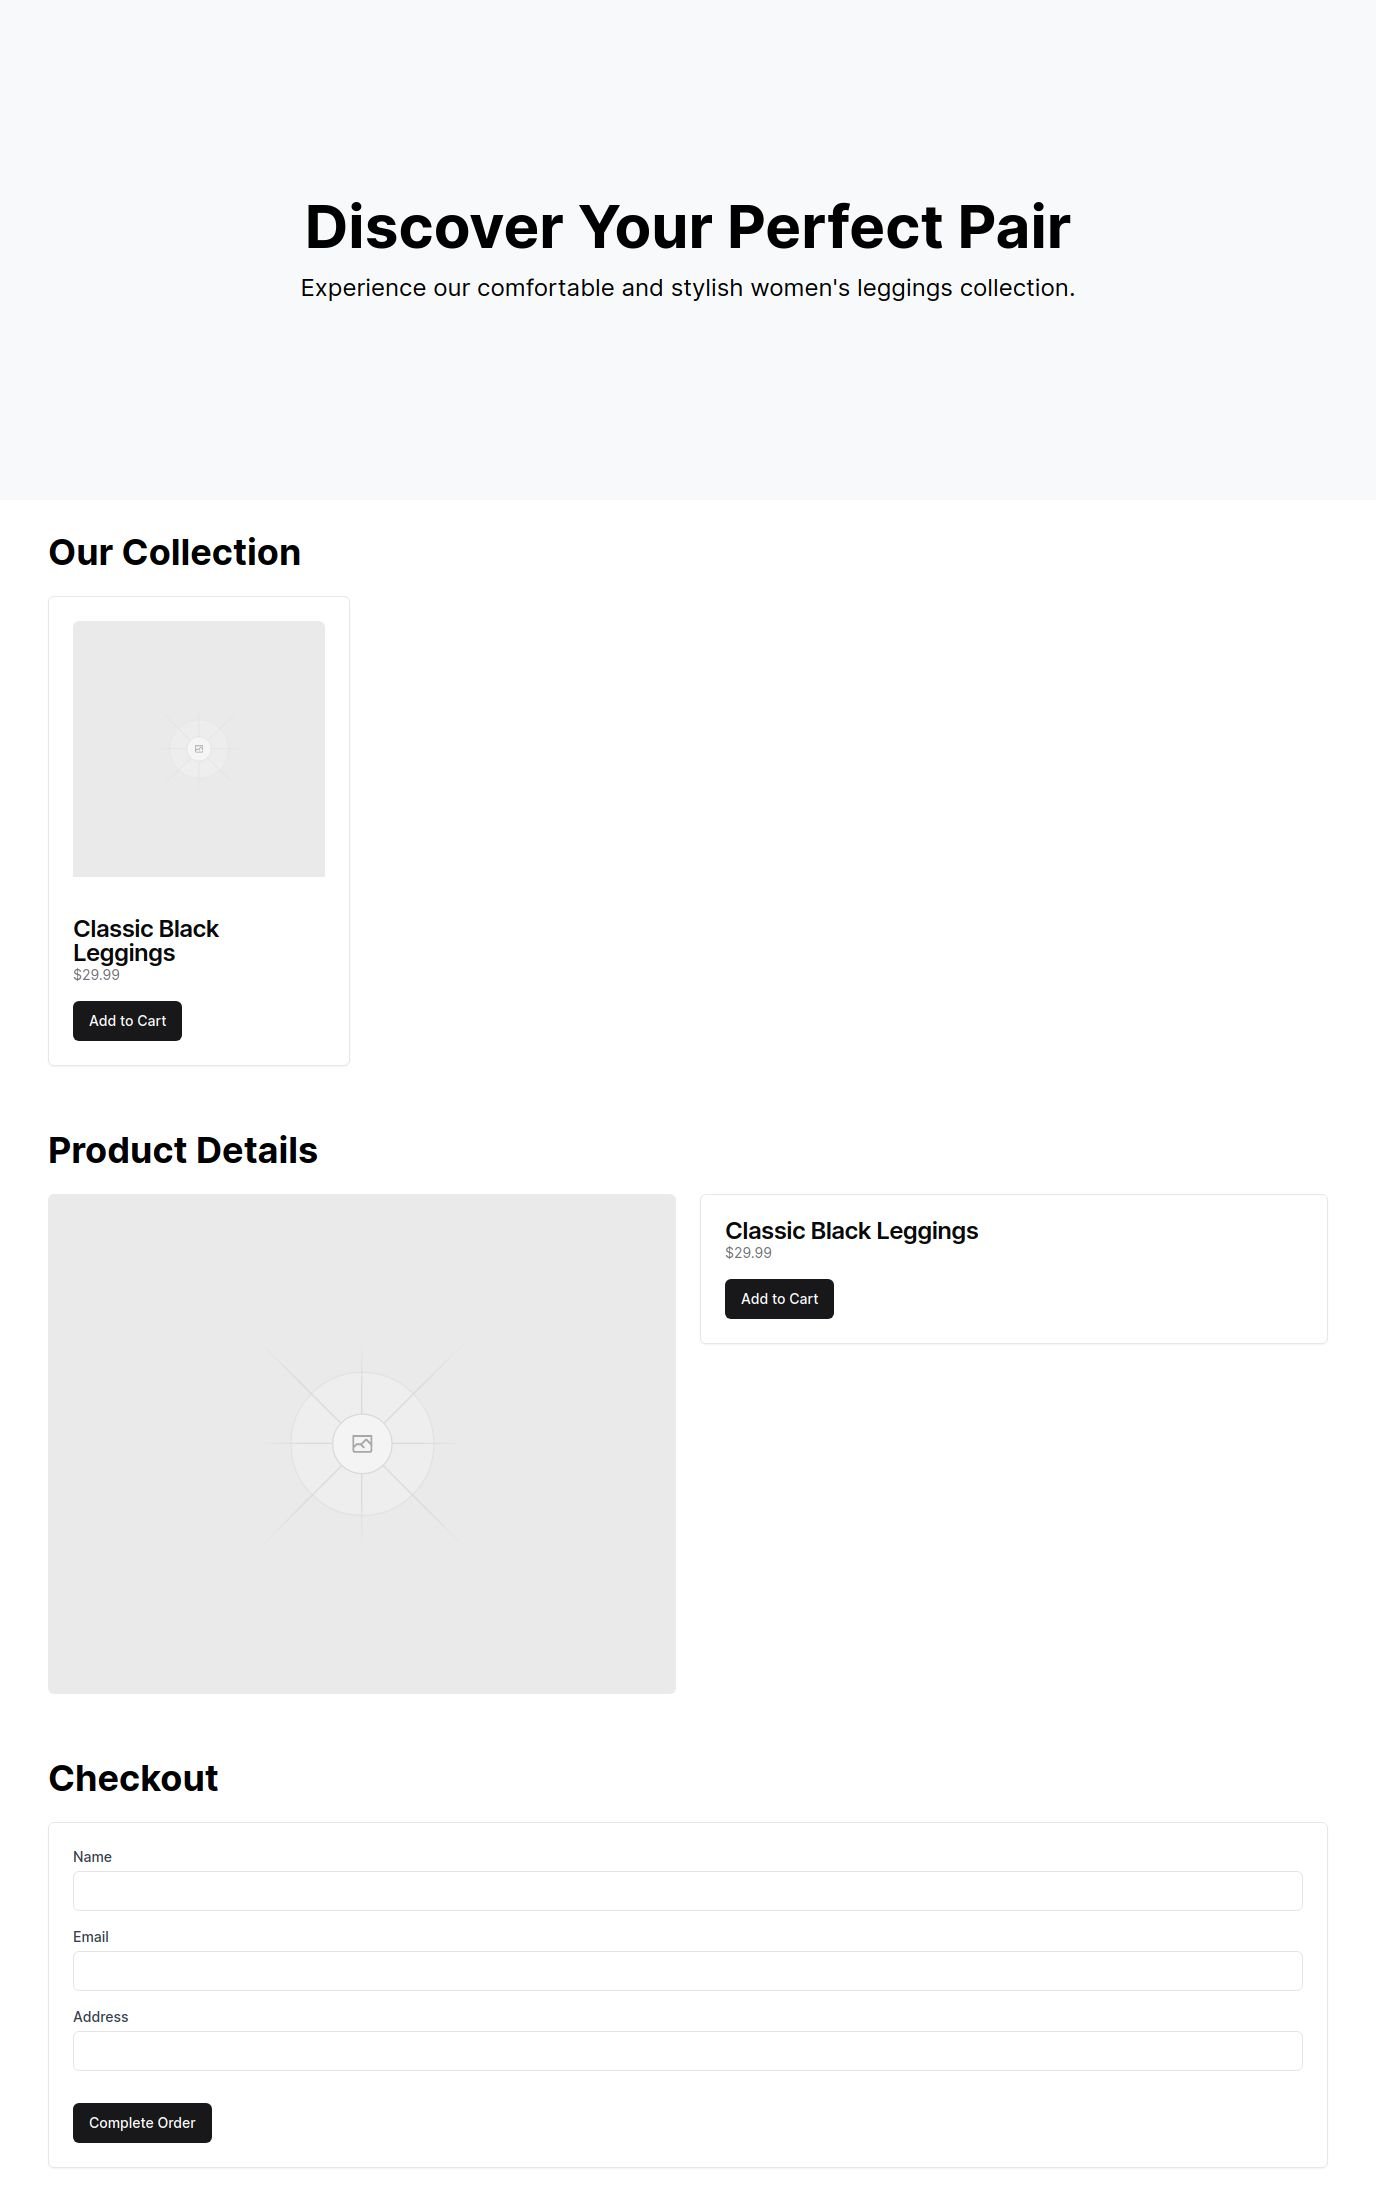 Discover Your Perfect Pair
Experience our comfortable and stylish women's leggings collection.
Our Collection
Classic Black
Leggings
$29.99
Add to Cart
Product Details
Classic Black Leggings
$29.99
Add to Cart
Checkout
Name
Email
Address
Complete Order